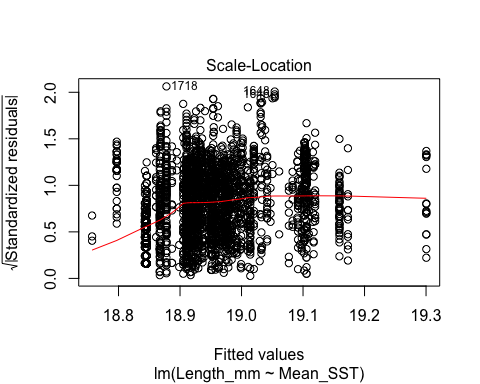 Scale-Location
√|Standardized residuals|
2.0
1.5
1.0
0.5
0.0
1718
1648
18.8 18.9 19.0 19.1 19.2 19.3
Fitted values
lm(Length_mm ~ Mean_SST)